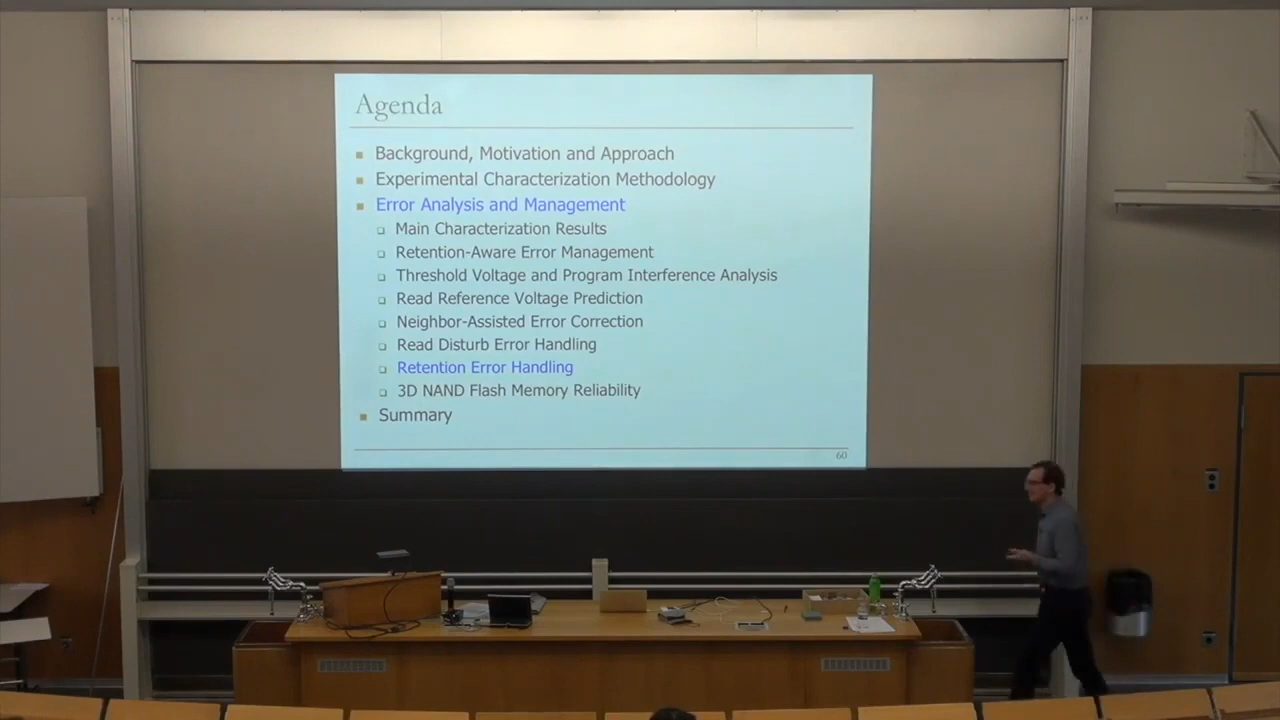 Agenda
Background, Motivation and Approach
Experimental Characterization Methodology
Error Analysis and Management
Main Characterization Results
Retention-Aware Error Management
Threshold Voltage and Program Interference Analysis
Read Reference Voltage Prediction
Neighbor-Assisted Error Correction
Read Disturb Error Handling
Retention Error Handling
3D NAND Flash Memory Reliability
Summary
60